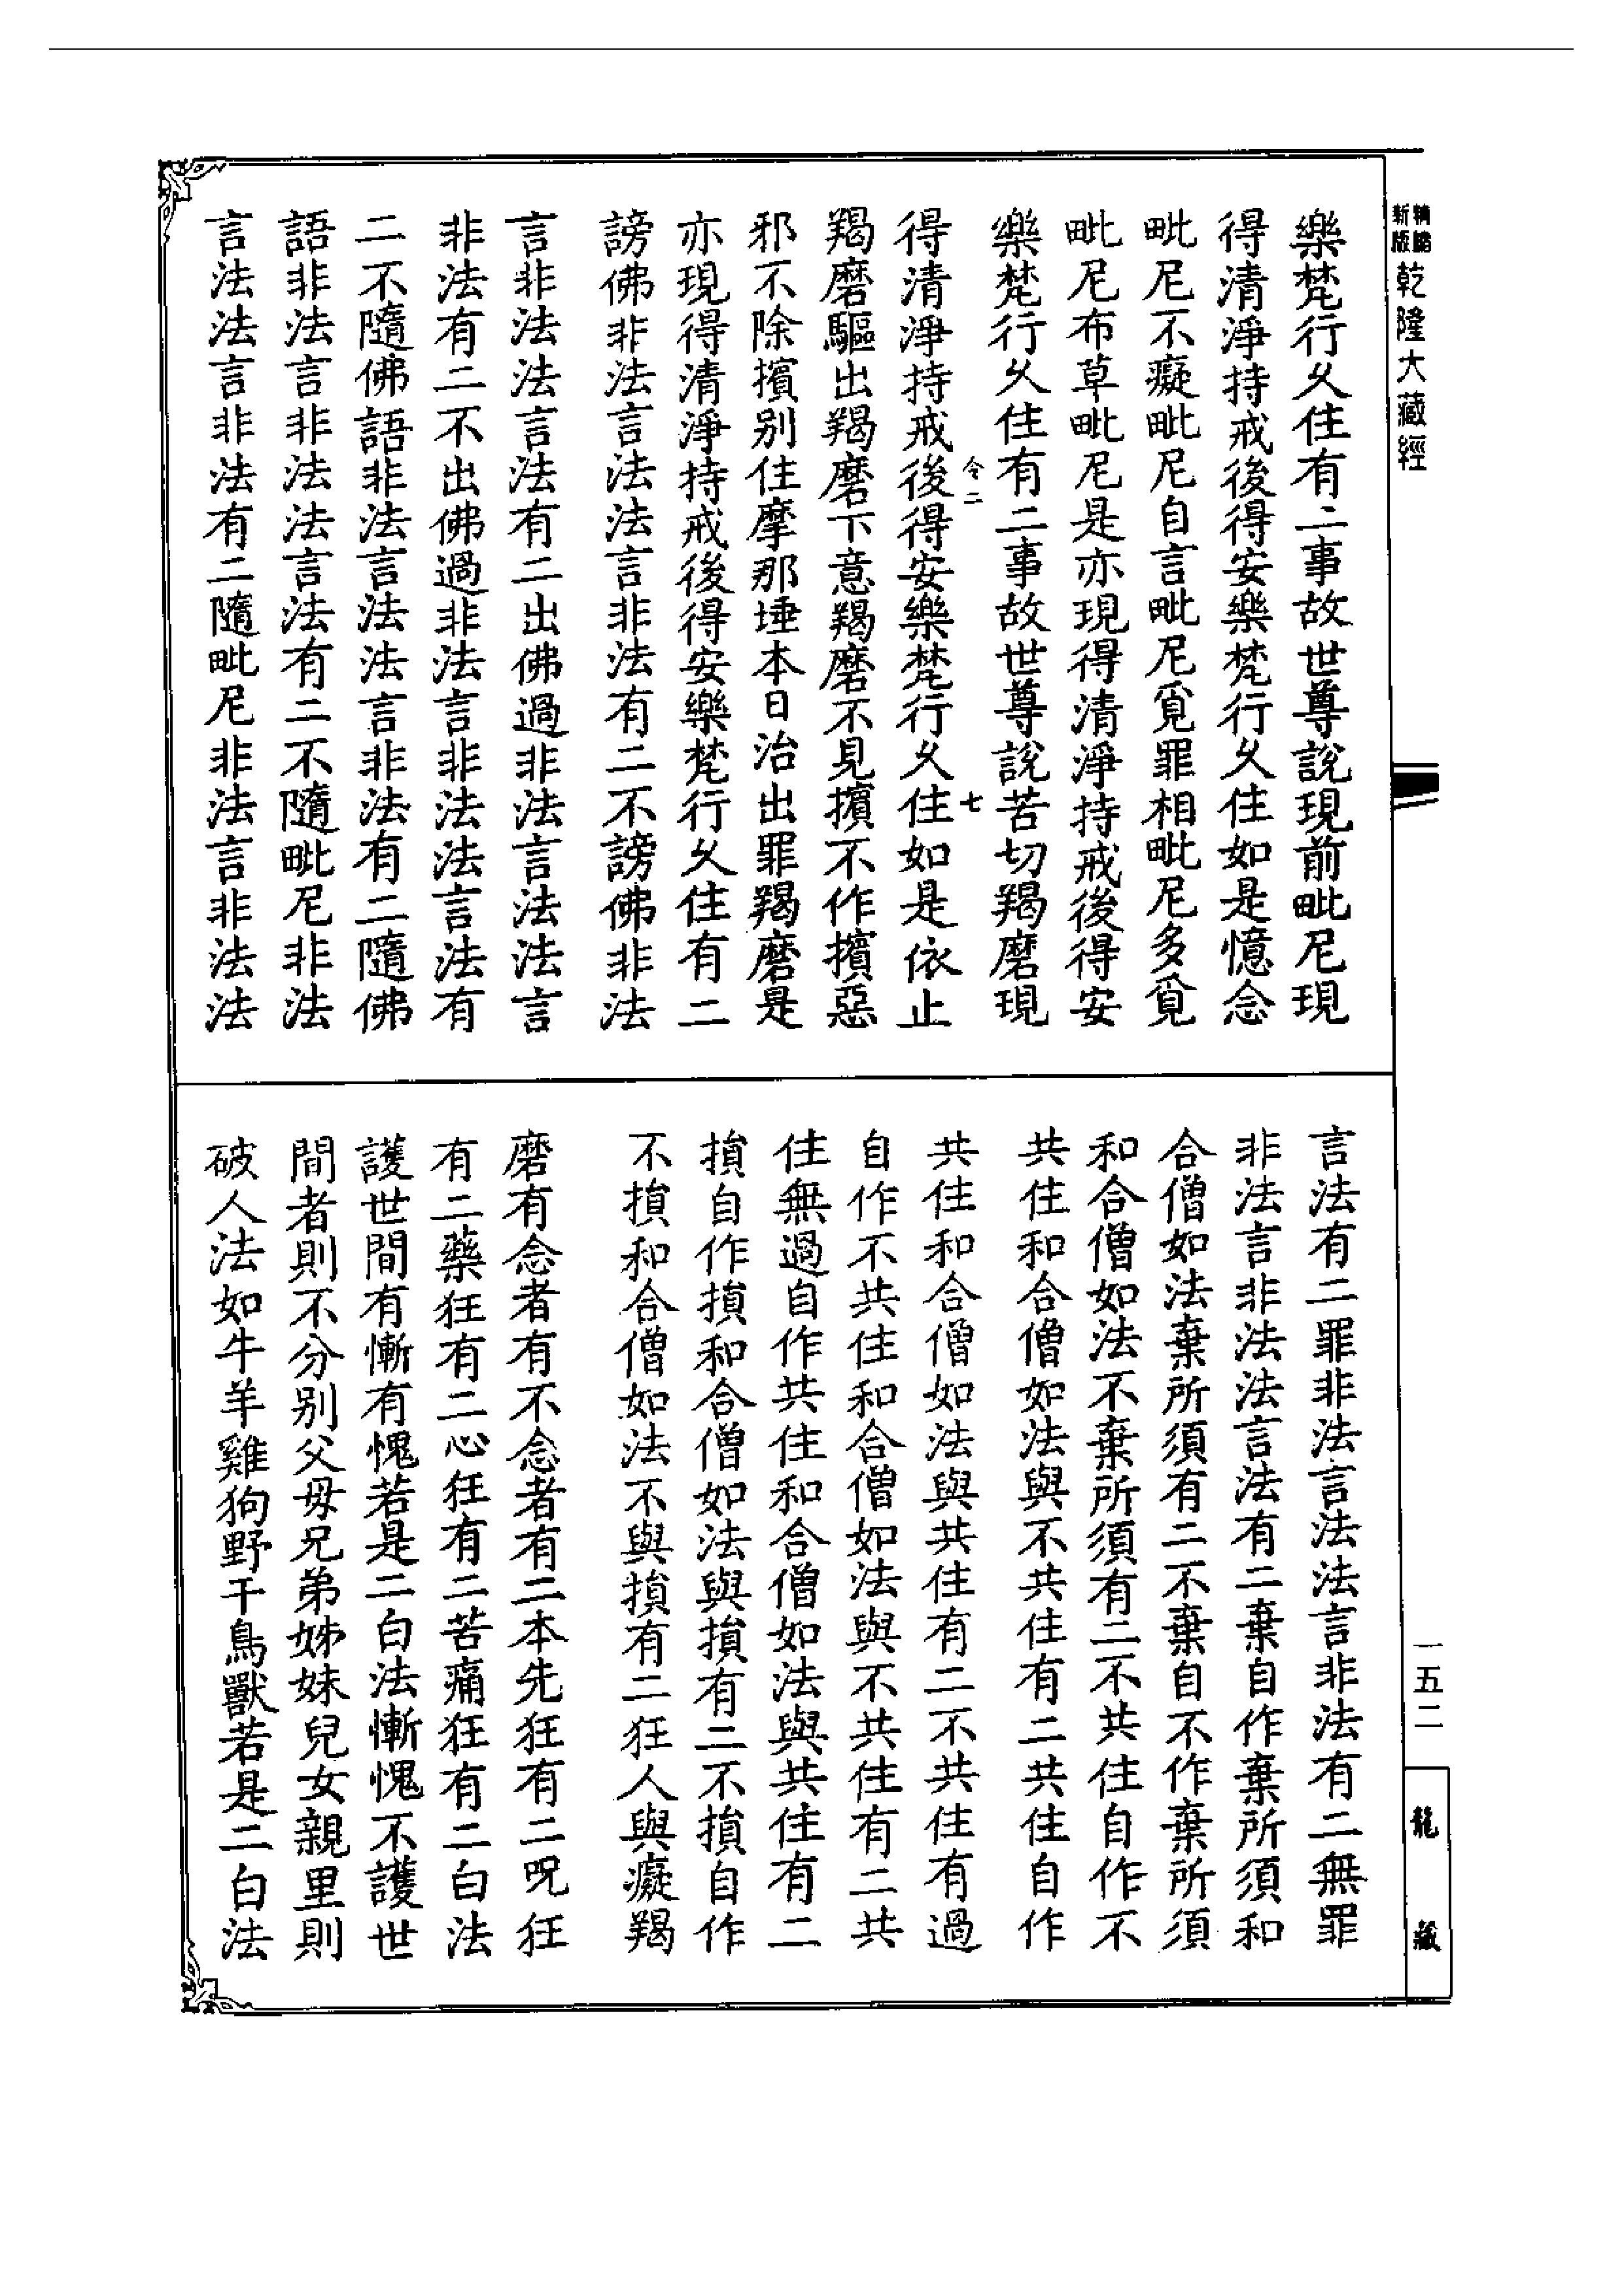 精縮新版 乾隆大藏經
樂梵行久住有二事故世尊說現前毗尼現
得清淨持戒後得安樂梵行久住如是憶念
毗尼不癡毗尼自言毗尼覓罪相毗尼多覓
毗尼布草毗尼是亦現得清淨持戒後得安
樂梵行久住有二事故世尊說苦切羯磨現
令二 七
得清淨持戒後得安樂梵行久住如是依止
羯磨驅出羯磨下意羯磨不見擯不作擯惡
邪不除擯別住摩那埵本日治出罪羯磨是
亦現得清淨持戒後得安樂梵行久住有二
謗佛非法言法法言非法有二不謗佛非法
言非法法言法有二出佛過非法言法法言
非法有二不出佛過非法言非法法言法有
二不隨佛語非法言法法言非法有二隨佛
語非法言非法法言法有二不隨毗尼非法
言法法言非法有二隨毗尼非法言非法法
言法有二罪非法言法法言非法有二無罪
非法言非法法言法有二棄自作棄所須和
合僧如法棄所須有二不棄自不作棄所須
和合僧如法不棄所須有二不共住自作不
共住和合僧如法與不共住有二共住自作
共住和合僧如法與共住有二不共住有過
自作不共住和合僧如法與不共住有二共
住無過自作共住和合僧如法與共住有二
損自作損和合僧如法與損有二不損自作
不損和合僧如法不與損有二狂人與癡羯
磨有念者有不念者有二本先狂有二呪狂
有二藥狂有二心狂有二苦痛狂有二白法
護世間有慚有愧若是二白法慚愧不護世
間者則不分別父母兄弟姊妹兒女親里則
破人法如牛羊雞狗野干鳥獸若是二白法
一五二
龍藏